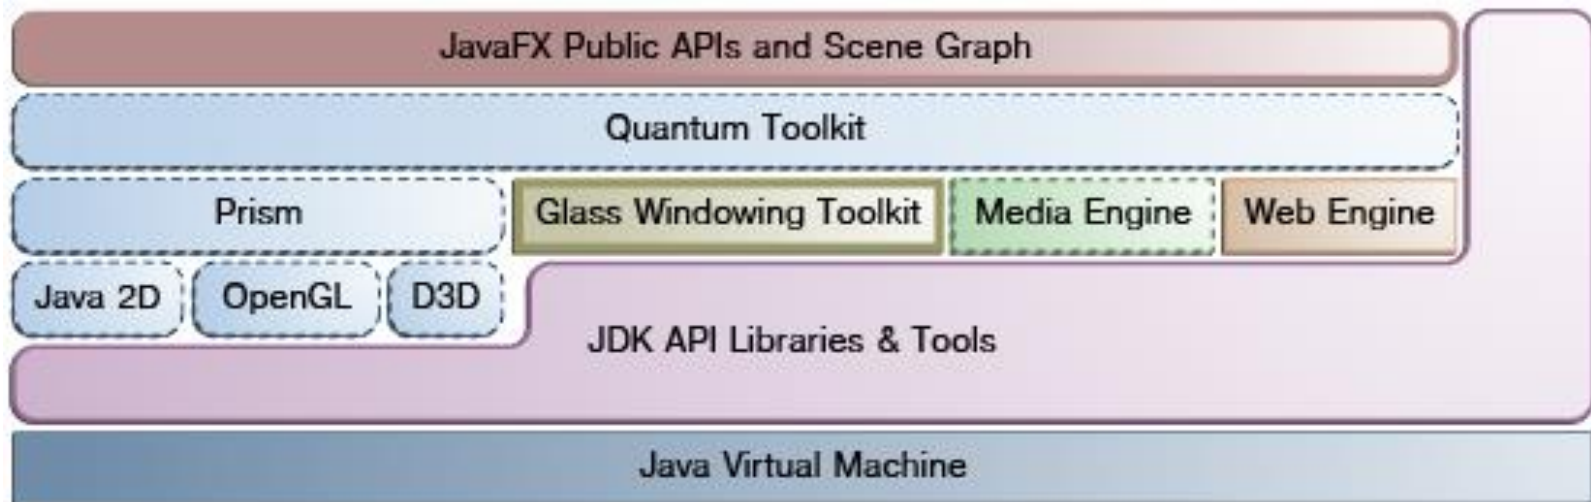 JavaFX Public APIs and Scene Graph
Quantum Toolkit
Prism
Glass Windowing Toolkit
Media Engine
Web Engine
Java 2D
OpenGL
D3D
JDK API Libraries & Tools
Java Virtual Machine